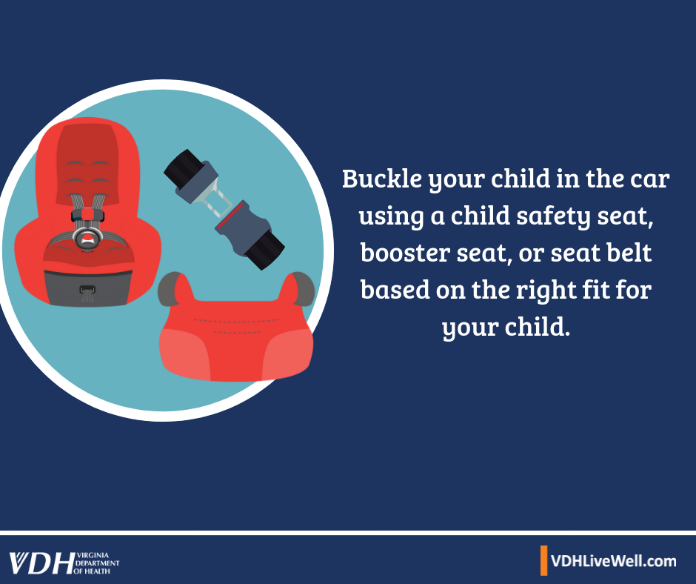 Buckle your child in the car
using a child safety seat,
booster seat, or seat belt
based on the right fit for
your child.
VDH VIRGINIA
DEPARTMENT
OF HEALTH
VDHLiveWell.com